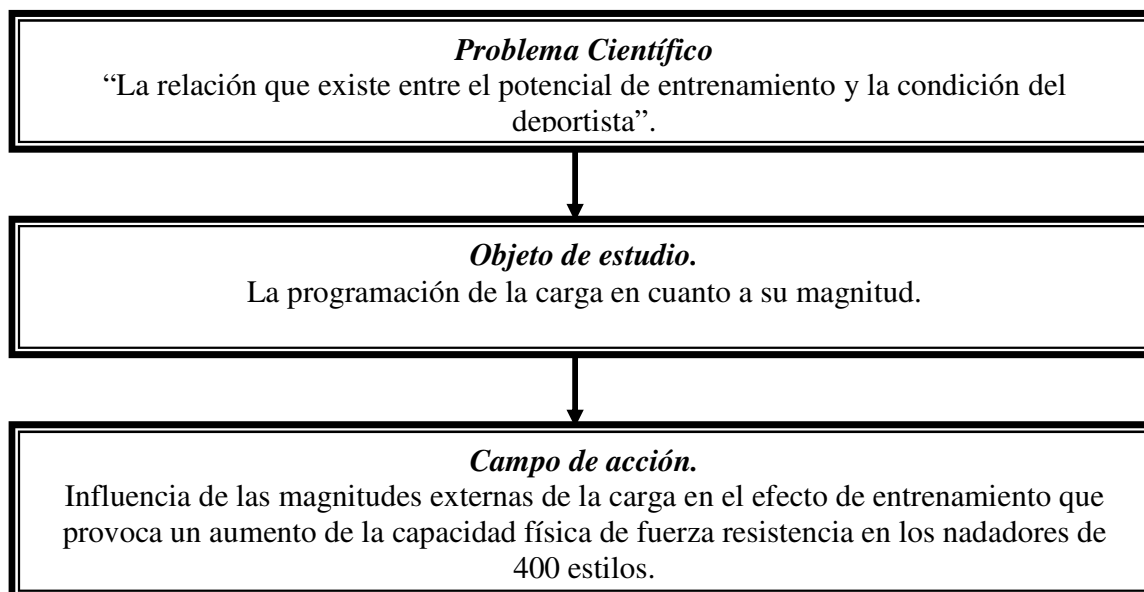 Problema Científico
“La relación que existe entre el potencial de entrenamiento y la condición del
deportista”.
Objeto de estudio.
La programación de la carga en cuanto a su magnitud.
Campo de acción.
Influencia de las magnitudes externas de la carga en el efecto de entrenamiento que
provoca un aumento de la capacidad física de fuerza resistencia en los nadadores de
400 estilos.